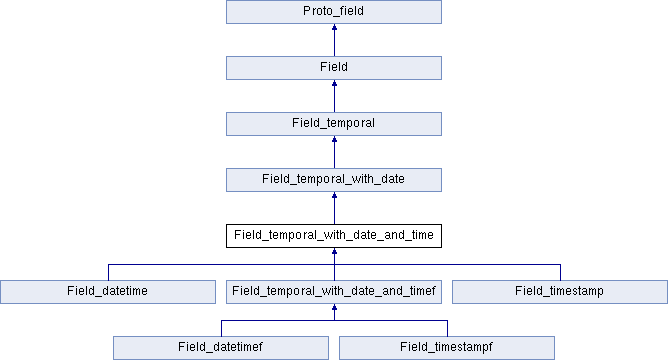 Proto_field
Field
Field_temporal
Field_temporal_with_date
Field_temporal_with_date_and_time
Field_datetime
Field_temporal_with_date_and_timef
Field_timestamp
Field_datetimef
Field_timestampf